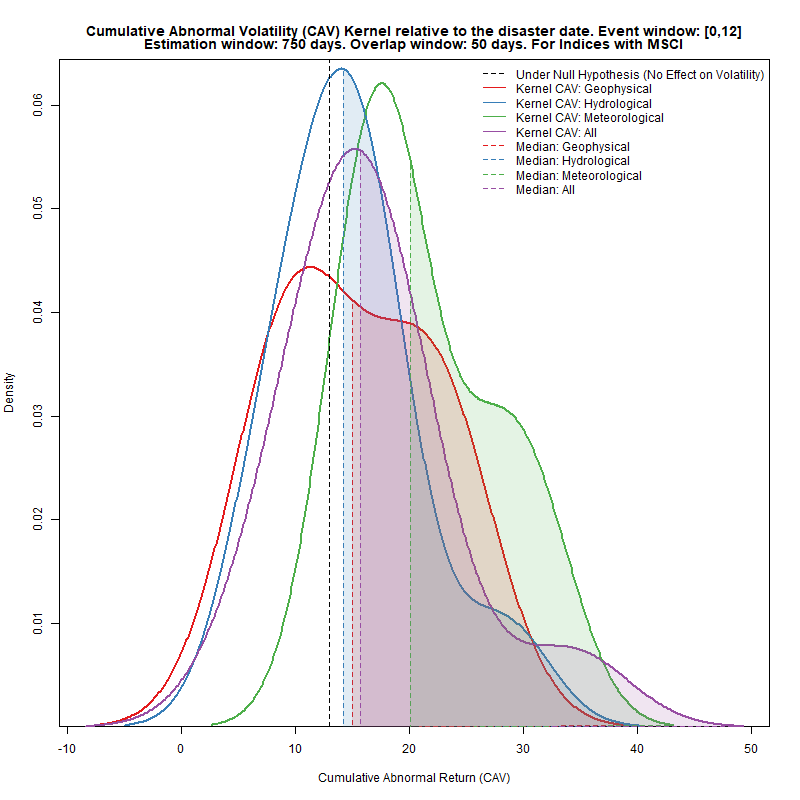 Cumulative Abnormal Volatility (CAV) Kernel relative to the disaster date. Event window: [0,12]
Estimation window: 750 days. Overlap window: 50 days. For Indices with MSCI
Under Null Hypothesis (No Effect on Volatility)
Kernel CAV: Geophysical
Kernel CAV: Hydrological
Kernel CAV: Meteorological
Kernel CAV: All
Median: Geophysical
Median: Hydrological
Median: Meteorological
Median: All
Density
0.06
0.05
0.04
0.03
0.02
0.01
-10 0 10 20 30 40 50
Cumulative Abnormal Return (CAV)